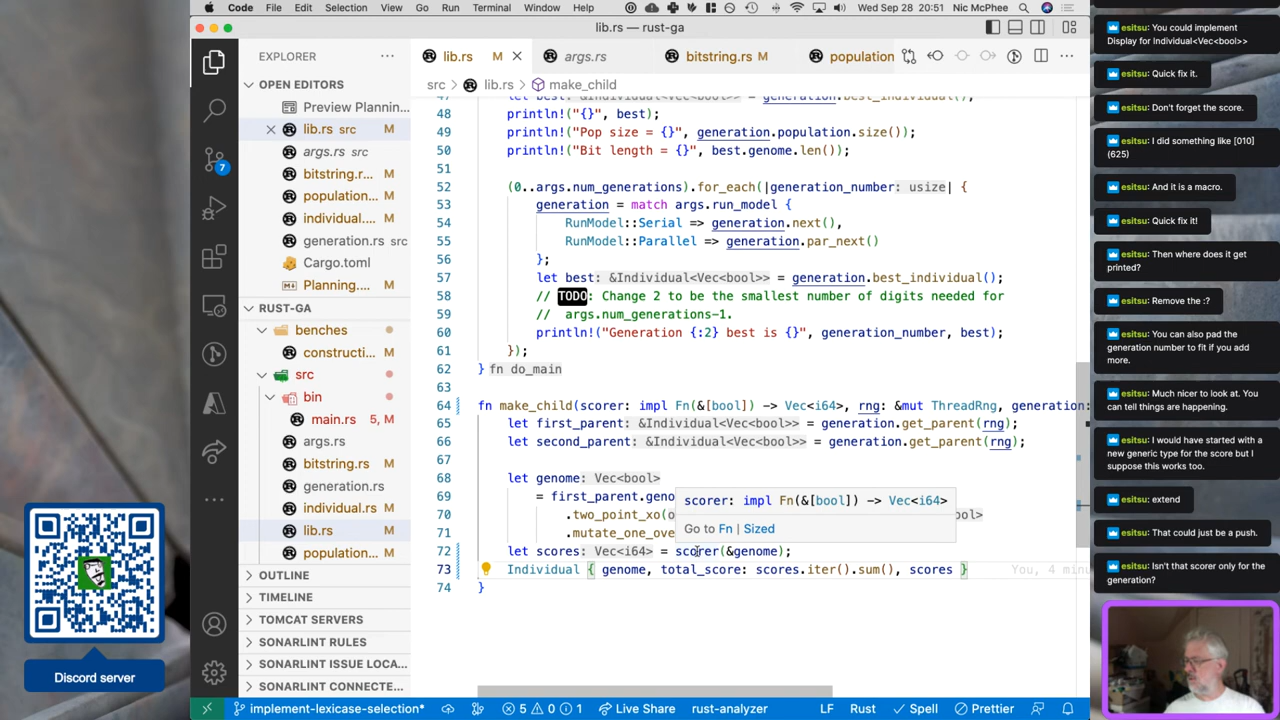 Code File Edit Selection View Go Run Terminal Window Help Wed Sep 28 20:51 Nic McPhee
lib.rs — rust-ga
EXPLORER
OPEN EDITORS
Preview Plannin...
lib.rs src M
args.rs src
bitstring.r... M
population... M
individual.... M
generation.rs src
Cargo.toml
Planning.... M
RUST-GA
benches
constructi... M
src
bin
main.rs 5, M
args.rs
bitstring.rs M
generation.rs
individual.rs M
lib.rs M
population... M
OUTLINE
TIMELINE
TOMCAT SERVERS
SONARLINT RULES
SONARLINT ISSUE LOCA...
SONARLINT CONNECTE...
7
lib.rs M
args.rs
bitstring.rs M
population
src lib.rs make_child
47 let best: &Individual<Vec<bool>> = generation.best_individual();
48 println!("{}", best);
49 println!("Pop size = {}", generation.population.size());
50 println!("Bit length = {}", best.genome.len());
51
52 (0..args.num_generations).for_each(|generation_number: usize| {
53 generation = match args.run_model {
54 RunModel::Serial => generation.next(),
55 RunModel::Parallel => generation.par_next()
56 };
57 let best: &Individual<Vec<bool>> = generation.best_individual();
58 // TODO: Change 2 to be the smallest number of digits needed for
59 // args.num_generations-1.
60 println!("Generation {:2} best is {}", generation_number, best);
61 });
62 } fn do_main
63
64 fn make_child(scorer: impl Fn(&[bool]) -> Vec<i64>, rng: &mut ThreadRng, generation:
65 let first_parent: &Individual<Vec<bool>> = generation.get_parent(rng);
66 let second_parent: &Individual<Vec<bool>> = generation.get_parent(rng);
67
68 let genome: Vec<bool>
69 = first_parent.geno
70 .two_point_xo(
71 .mutate_one_ove
scorer: impl Fn(&[bool]) -> Vec<i64>
Go to Fn | Sized
72 let scores: Vec<i64> = scorer(&genome);
73 Individual { genome, total_score: scores.iter().sum(), scores } You, 4 minu
74 }
implement-lexicase-selection* 5 0 1 Live Share rust-analyzer LF Rust Spell Prettier
Discord server
esitsu: You could implement
Display for Individual<Vec<bool>>
esitsu: Quick fix it.
esitsu: Don't forget the score.
esitsu: I did something like [010]
(625)
esitsu: And it is a macro.
esitsu: Quick fix it!
esitsu: Then where does it get
printed?
esitsu: Remove the :?
esitsu: You can also pad the
generation number to fit if you add
more.
esitsu: Much nicer to look at. You
can tell things are happening.
esitsu: I would have started with a
new generic type for the score but I
suppose this works too.
esitsu: extend
esitsu: That could just be a push.
esitsu: Isn't that scorer only for the
generation?